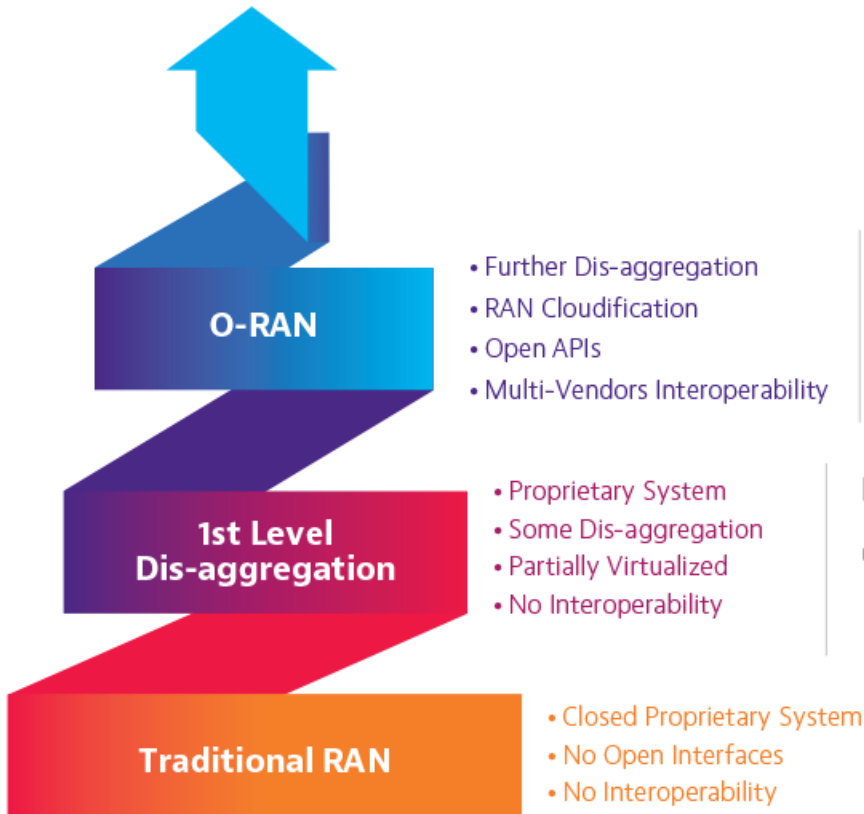 O-RAN
• Further Dis-aggregation
• RAN Cloudification
• Open APIs
• Multi-Vendors Interoperability
1st Level
Dis-aggregation
• Proprietary System
• Some Dis-aggregation
• Partially Virtualized
• No Interoperability
Traditional RAN
• Closed Proprietary System
• No Open Interfaces
• No Interoperability